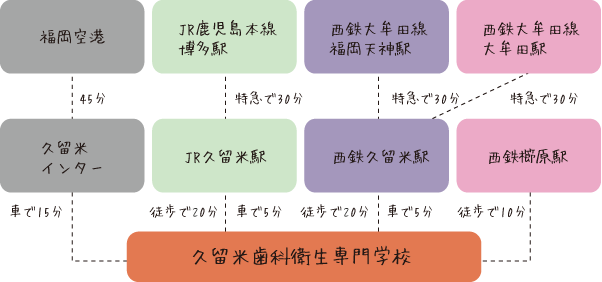 福岡空港
JR鹿児島本線
博多駅
西鉄大牟田線
福岡天神駅
西鉄大牟田線
大牟田駅
45分
特急で30分
特急で30分
特急で30分
久留米
インター
JR久留米駅
西鉄久留米駅
西鉄櫛原駅
車で15分
徒歩で20分
車で5分
徒歩で20分
車で5分
徒歩で10分
久留米歯科衛生専門学校